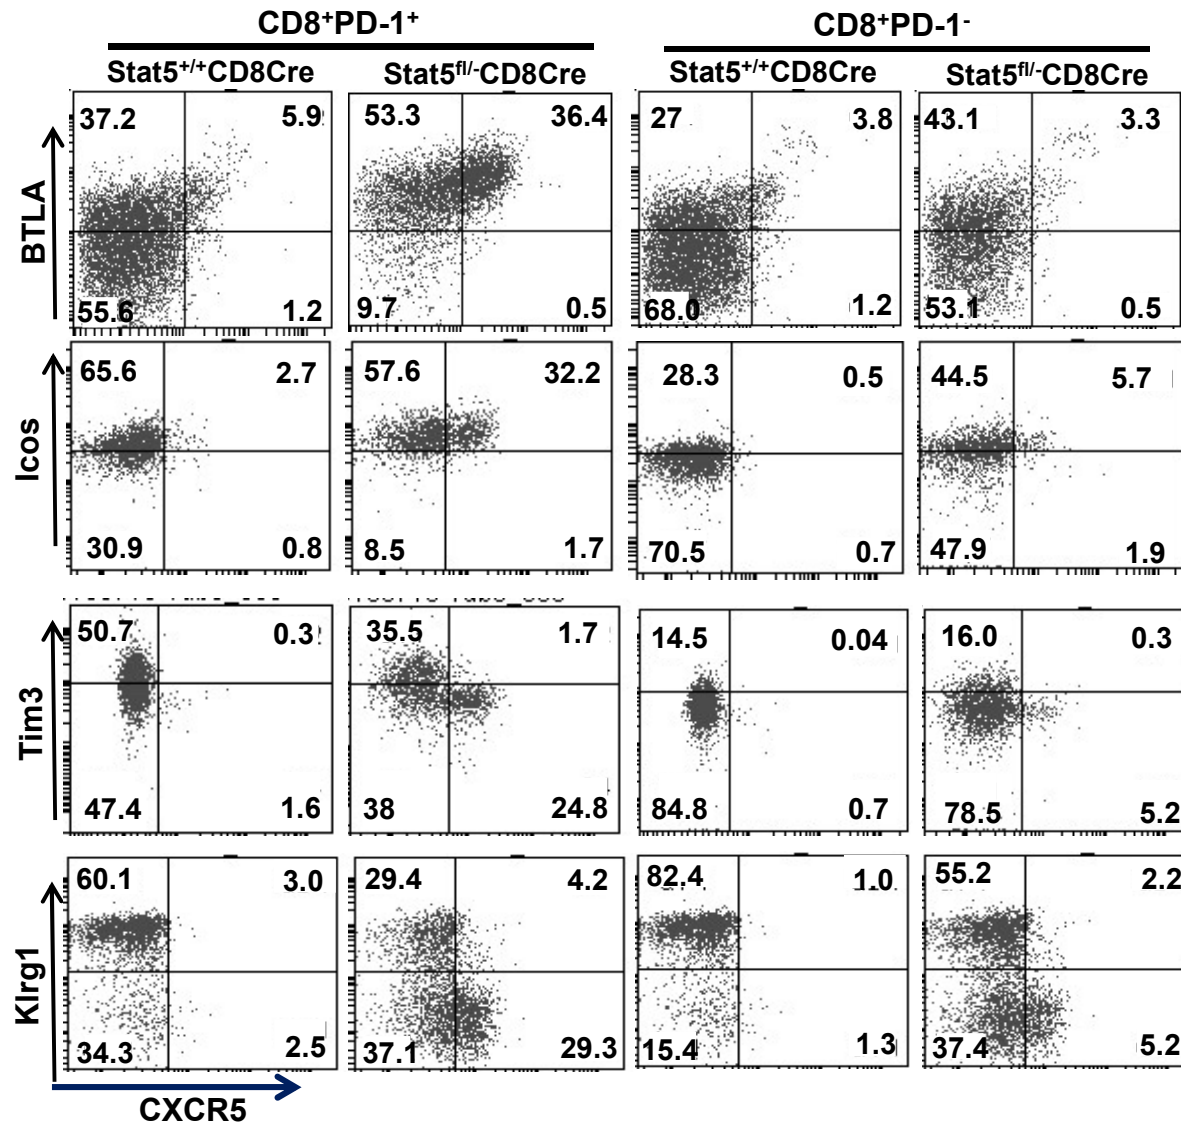 CD8+PD-1+ CD8+PD-1-
Stat5+/+CD8Cre Stat5fl/-CD8Cre Stat5+/+CD8Cre Stat5fl/-CD8Cre
BTLA
37.2 5.9 53.3 36.4 27 3.8 43.1 3.3
55.6 1.2 9.7 0.5 68.0 1.2 53.1 0.5
Icos
65.6 2.7 57.6 32.2 28.3 0.5 44.5 5.7
30.9 0.8 8.5 1.7 70.5 0.7 47.9 1.9
Tim3
50.7 0.3 35.5 1.7 14.5 0.04 16.0 0.3
47.4 1.6 38 24.8 84.8 0.7 78.5 5.2
Klrg1
60.1 3.0 29.4 4.2 82.4 1.0 55.2 2.2
34.3 2.5 37.1 29.3 15.4 1.3 37.4 5.2
CXCR5